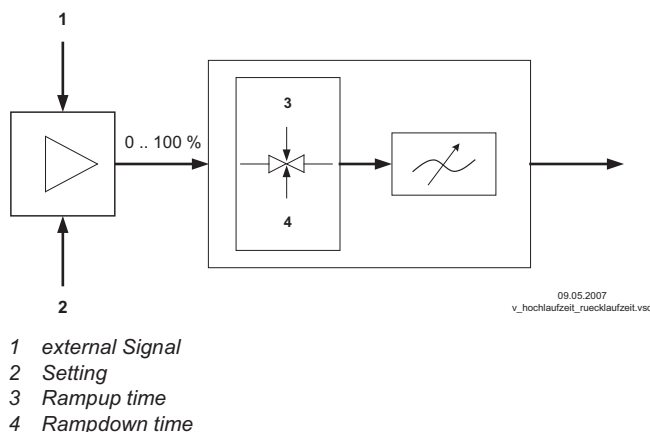 1
0 .. 100 %
3
4
2
09.05.2007
v_hochlaufzeit_ruecklaufzeit.vsd
1 external Signal
2 Setting
3 Rampup time
4 Rampdown time